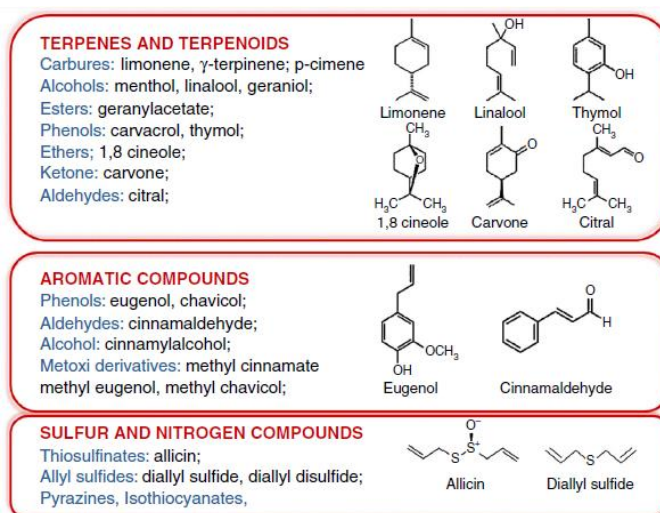 TERPENES AND TERPENOIDS
Carbures: limonene, γ-terpinene; p-cimene
Alcohols: menthol, linalool, geraniol;
Esters: geranylacetate;
Phenols: carvacrol, thymol;
Ethers; 1,8 cineole;
Ketone: carvone;
Aldehydes: citral;
OH
OH
Limonene
Linalool
Thymol
CH3
O
H3C
CH3
O
CH3
O
H3C
CH3
1,8 cineole
Carvone
Citral
AROMATIC COMPOUNDS
Phenols: eugenol, chavicol;
Aldehydes: cinnamaldehyde;
Alcohol: cinnamylalcohol;
Metoxi derivatives: methyl cinnamate
methyl eugenol, methyl chavicol;
OCH3
OH
Eugenol
O
H
Cinnamaldehyde
SULFUR AND NITROGEN COMPOUNDS
Thiosulfinates: allicin;
Allyl sulfides: diallyl sulfide, diallyl disulfide;
Pyrazines, Isothiocyanates,
O-
S+
S
Allicin
S
Diallyl sulfide